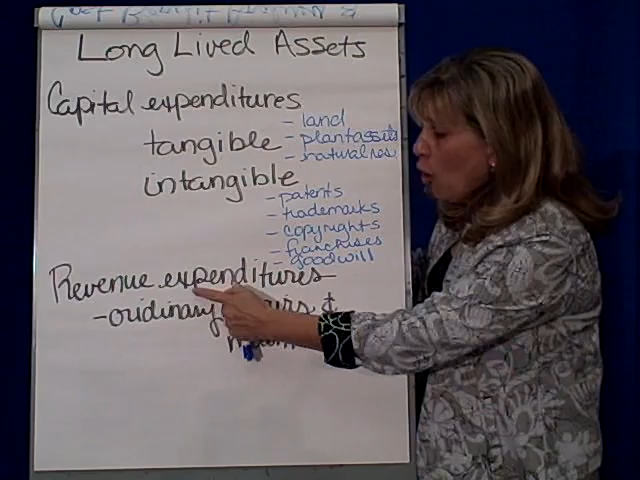 Long Lived Assets
Capital expenditures
tangible
- land
- plant assets
- natural res
intangible
- patents
- trademarks
- copyrights
- franchises
- goodwill
Revenue expenditures
- oridinary